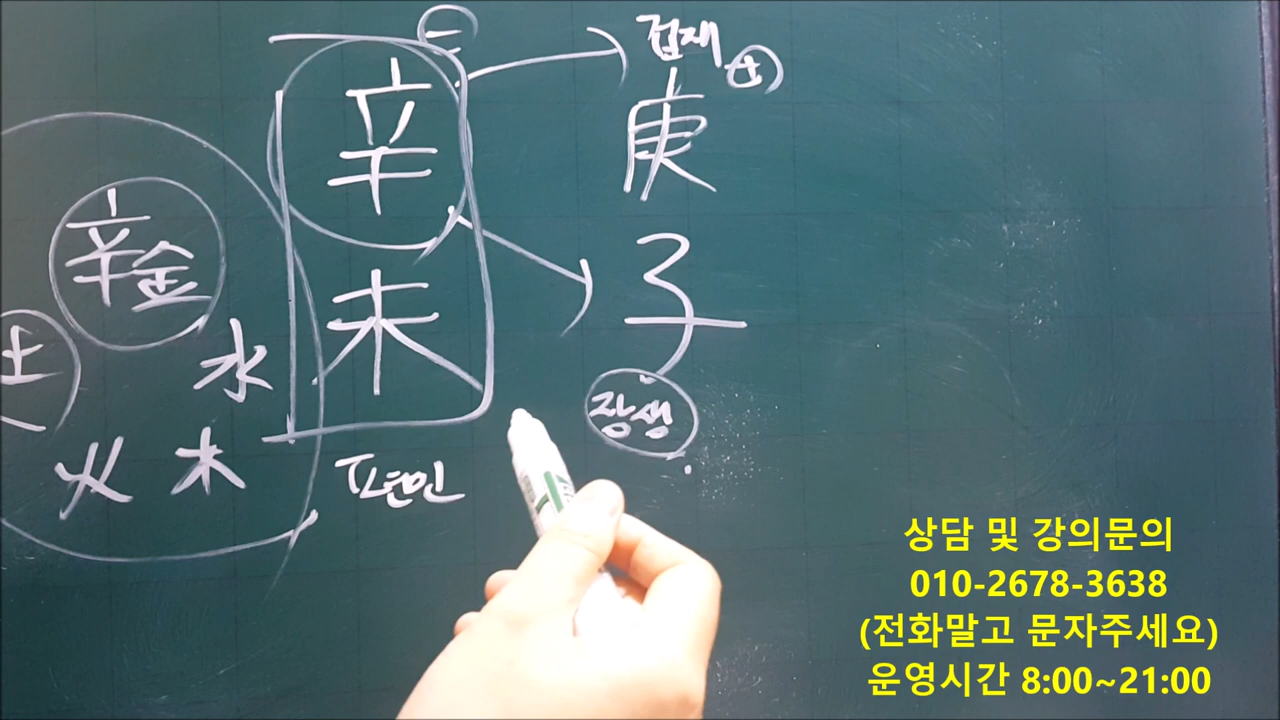 겁재
辛 庚
辛金
未 子
土
水
장생
火 木
편인
상담 및 강의문의
010-2678-3638
(전화말고 문자주세요)
운영시간 8:00~21:00